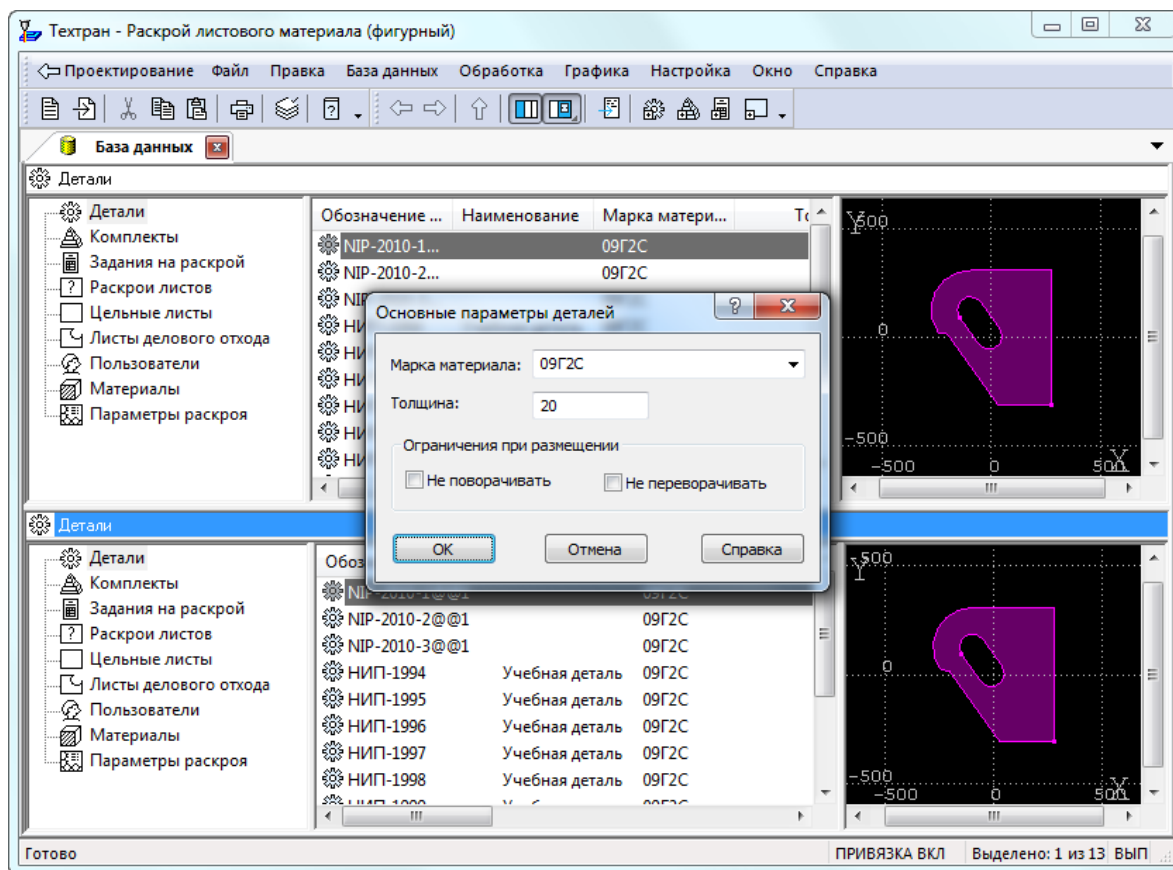 Техтран - Раскрой листового материала (фигурный)
Проектирование Файл Правка База данных Обработка Графика Настройка Окно Справка
База данных
Детали
Детали
Комплекты
Задания на раскрой
Раскрои листов
Цельные листы
Листы делового отхода
Пользователи
Материалы
Параметры раскроя
Обозначение ... Наименование Марка матери...
NIP-2010-1... 09Г2С
NIP-2010-2... 09Г2С
Y 500
0
-500
-500 0 500 X
Основные параметры деталей
Марка материала: 09Г2С
Толщина: 20
Ограничения при размещении
Не поворачивать Не переворачивать
ОК Отмена Справка
Детали
Детали
Комплекты
Задания на раскрой
Раскрои листов
Цельные листы
Листы делового отхода
Пользователи
Материалы
Параметры раскроя
NIP-2010-1@@1 09Г2С
NIP-2010-2@@1 09Г2С
NIP-2010-3@@1 09Г2С
НИП-1994 Учебная деталь 09Г2С
НИП-1995 Учебная деталь 09Г2С
НИП-1996 Учебная деталь 09Г2С
НИП-1997 Учебная деталь 09Г2С
НИП-1998 Учебная деталь 09Г2С
Y 500
0
-500
-500 0 500 X
Готово ПРИВЯЗКА ВКЛ Выделено: 1 из 13 ВЫП